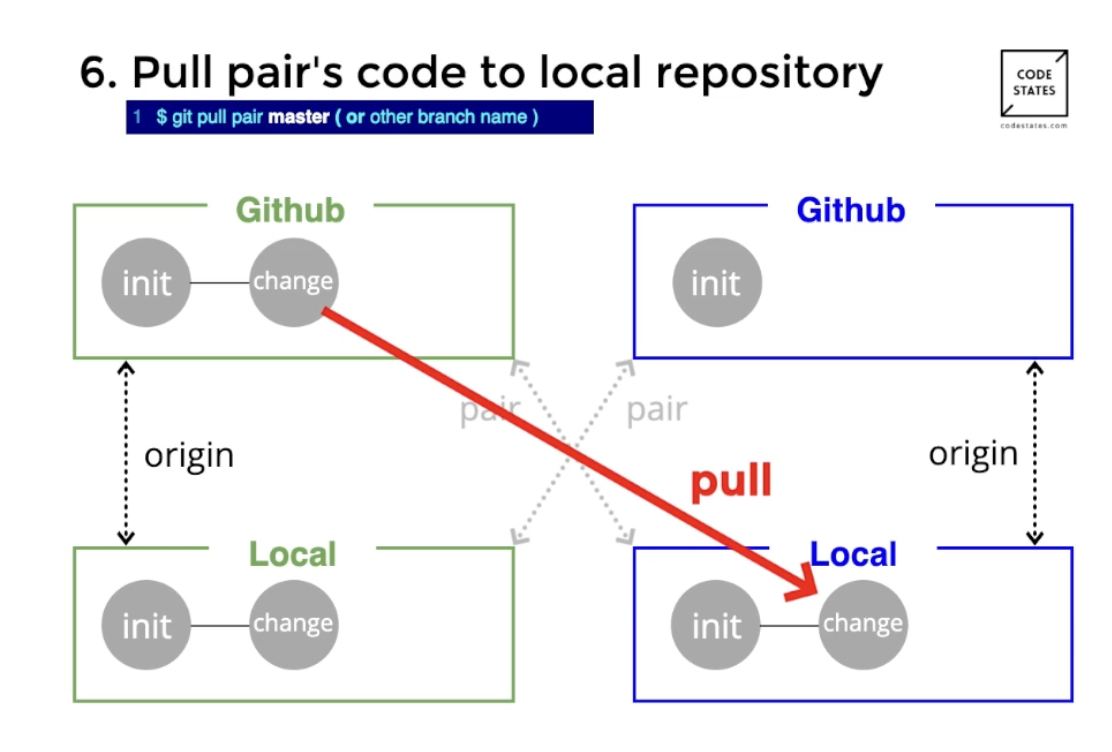 6. Pull pair's code to local repository
CODE
STATES
codestates.com
1 $ git pull pair master ( or other branch name )
Github
Github
init
change
init
pair
pair
origin
origin
pull
Local
Local
init
change
init
change